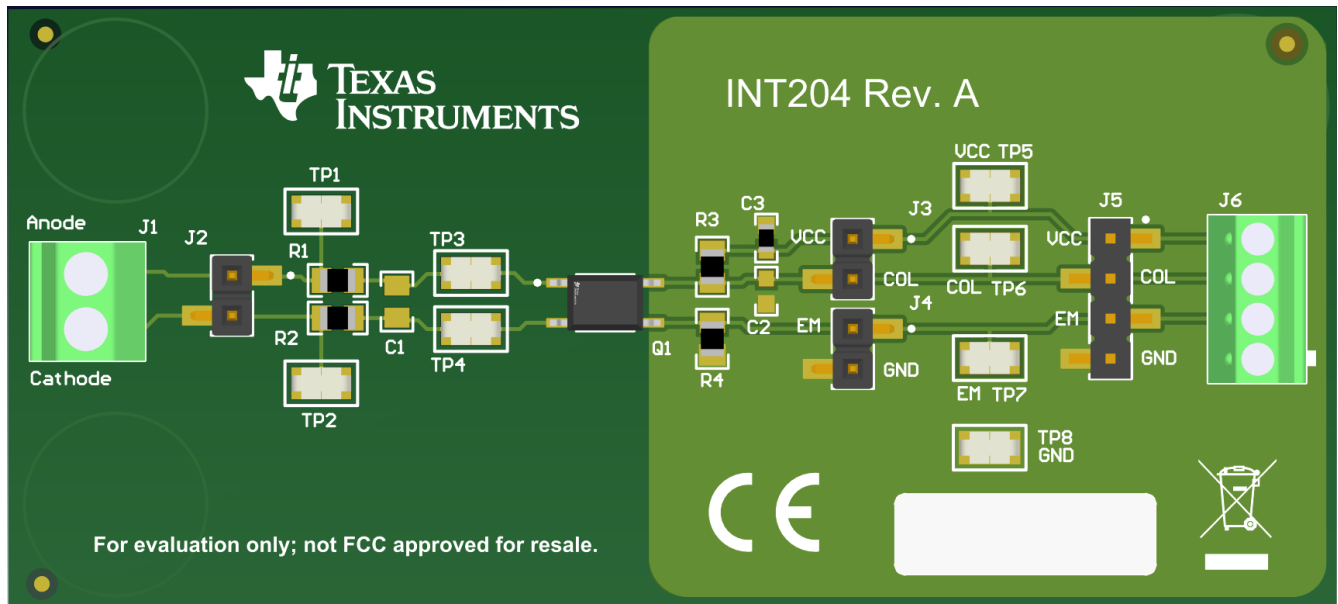 TEXAS
INSTRUMENTS
INT204 Rev. A
VCC TP5
TP1
C3
R3
J3
J5
J6
Anode
J1
J2
TP3
VCC
VCC
R1
COL
COL TP6
COL
J4
C2
EM
EM
R2
C1
Q1
TP4
R4
GND
GND
Cathode
TP2
EM TP7
TP8
GND
CE
For evaluation only; not FCC approved for resale.